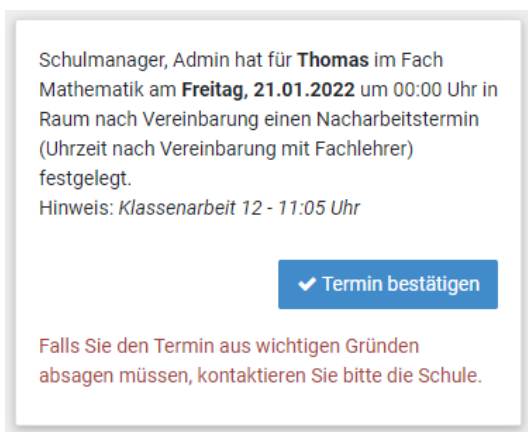 Schulmanager, Admin hat für Thomas im Fach
Mathematik am Freitag, 21.01.2022 um 00:00 Uhr in
Raum nach Vereinbarung einen Nacharbeitstermin
(Uhrzeit nach Vereinbarung mit Fachlehrer)
festgelegt.
Hinweis: Klassenarbeit 12 - 11:05 Uhr
Termin bestätigen
Falls Sie den Termin aus wichtigen Gründen
absagen müssen, kontaktieren Sie bitte die Schule.